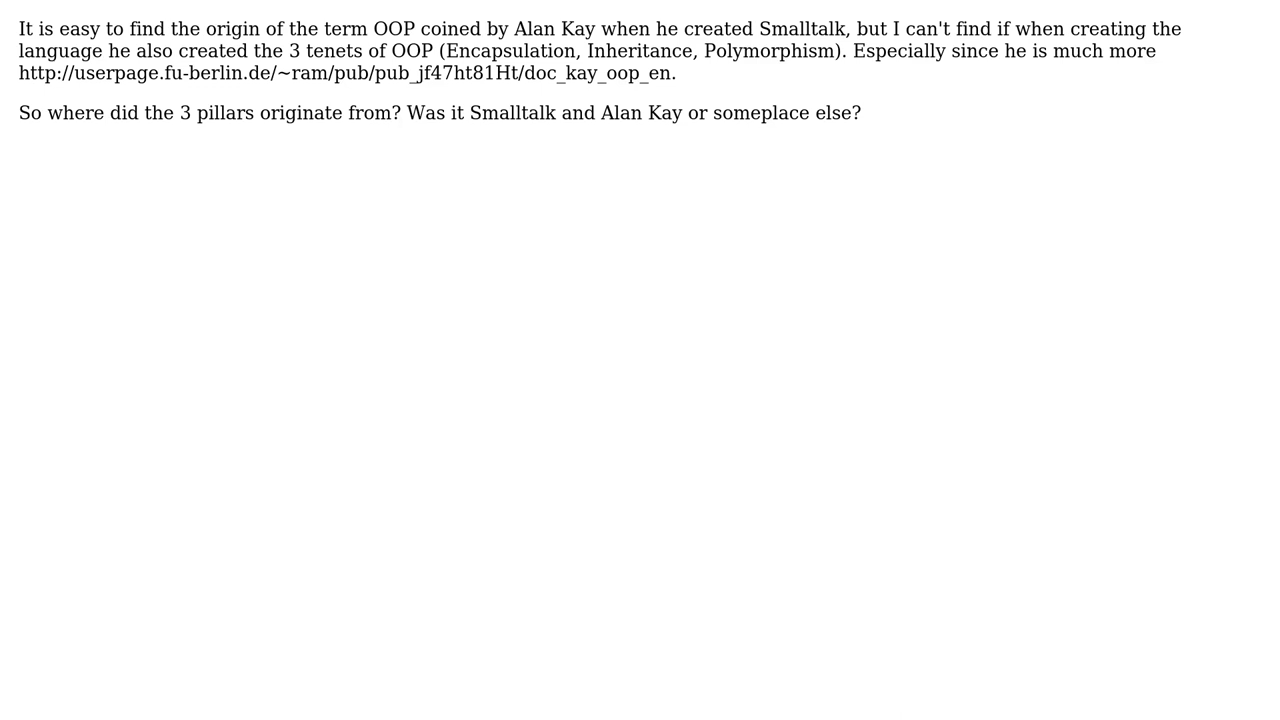 It is easy to find the origin of the term OOP coined by Alan Kay when he created Smalltalk, but I can't find if when creating the
language he also created the 3 tenets of OOP (Encapsulation, Inheritance, Polymorphism). Especially since he is much more
http://userpage.fu-berlin.de/~ram/pub/pub_jf47ht81Ht/doc_kay_oop_en.
So where did the 3 pillars originate from? Was it Smalltalk and Alan Kay or someplace else?